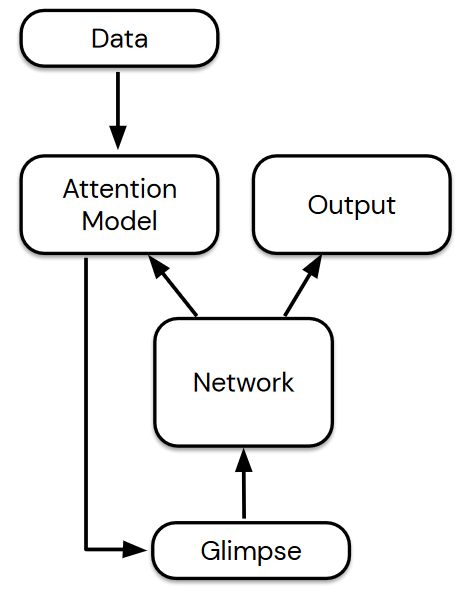 Data
Attention
Model
Output
Network
Glimpse